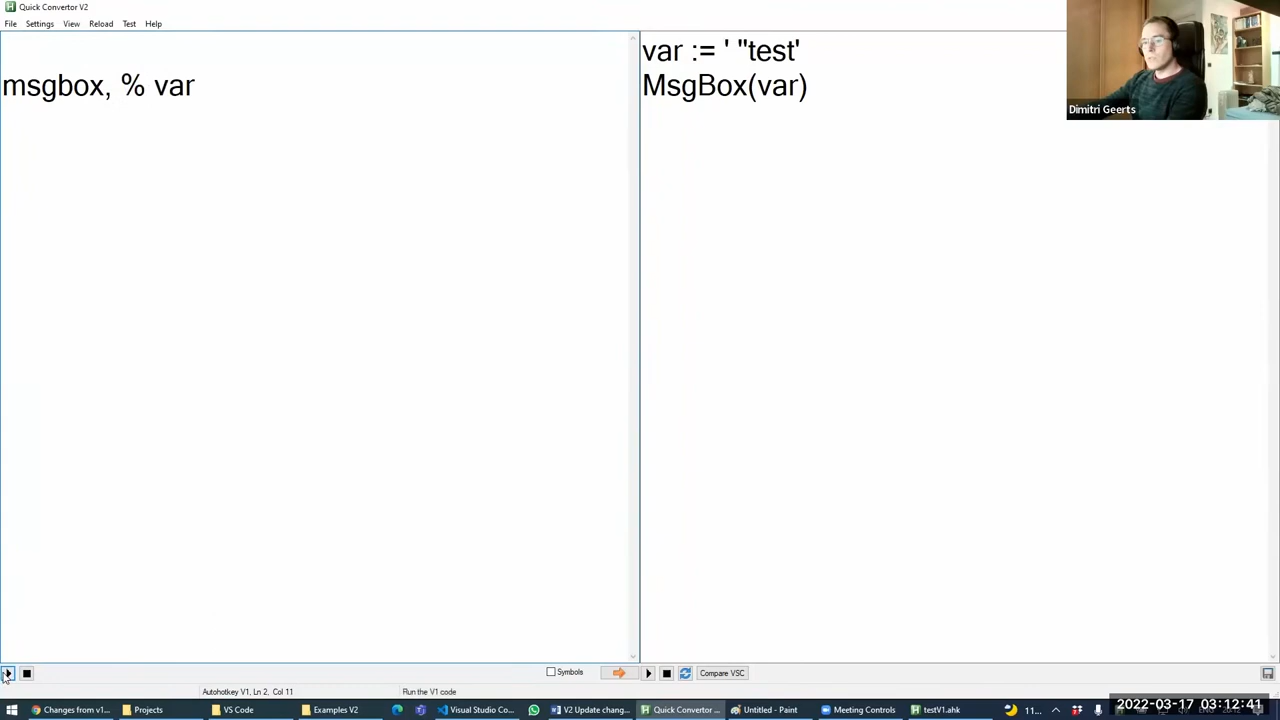 Quick Convertor V2
File Settings View Reload Test Help
msgbox, % var
var := ' "test'
MsgBox(var)
Dimitri Geerts
Symbols
Compare VSC
Autohotkey V1, Ln 2, Col 11
Run the V1 code
Changes from v1...
Projects
VS Code
Examples V2
Visual Studio Co...
V2 Update chang...
Quick Convertor ...
Untitled - Paint
Meeting Controls
testV1.ahk
11...
2022-03-17 03:12:41